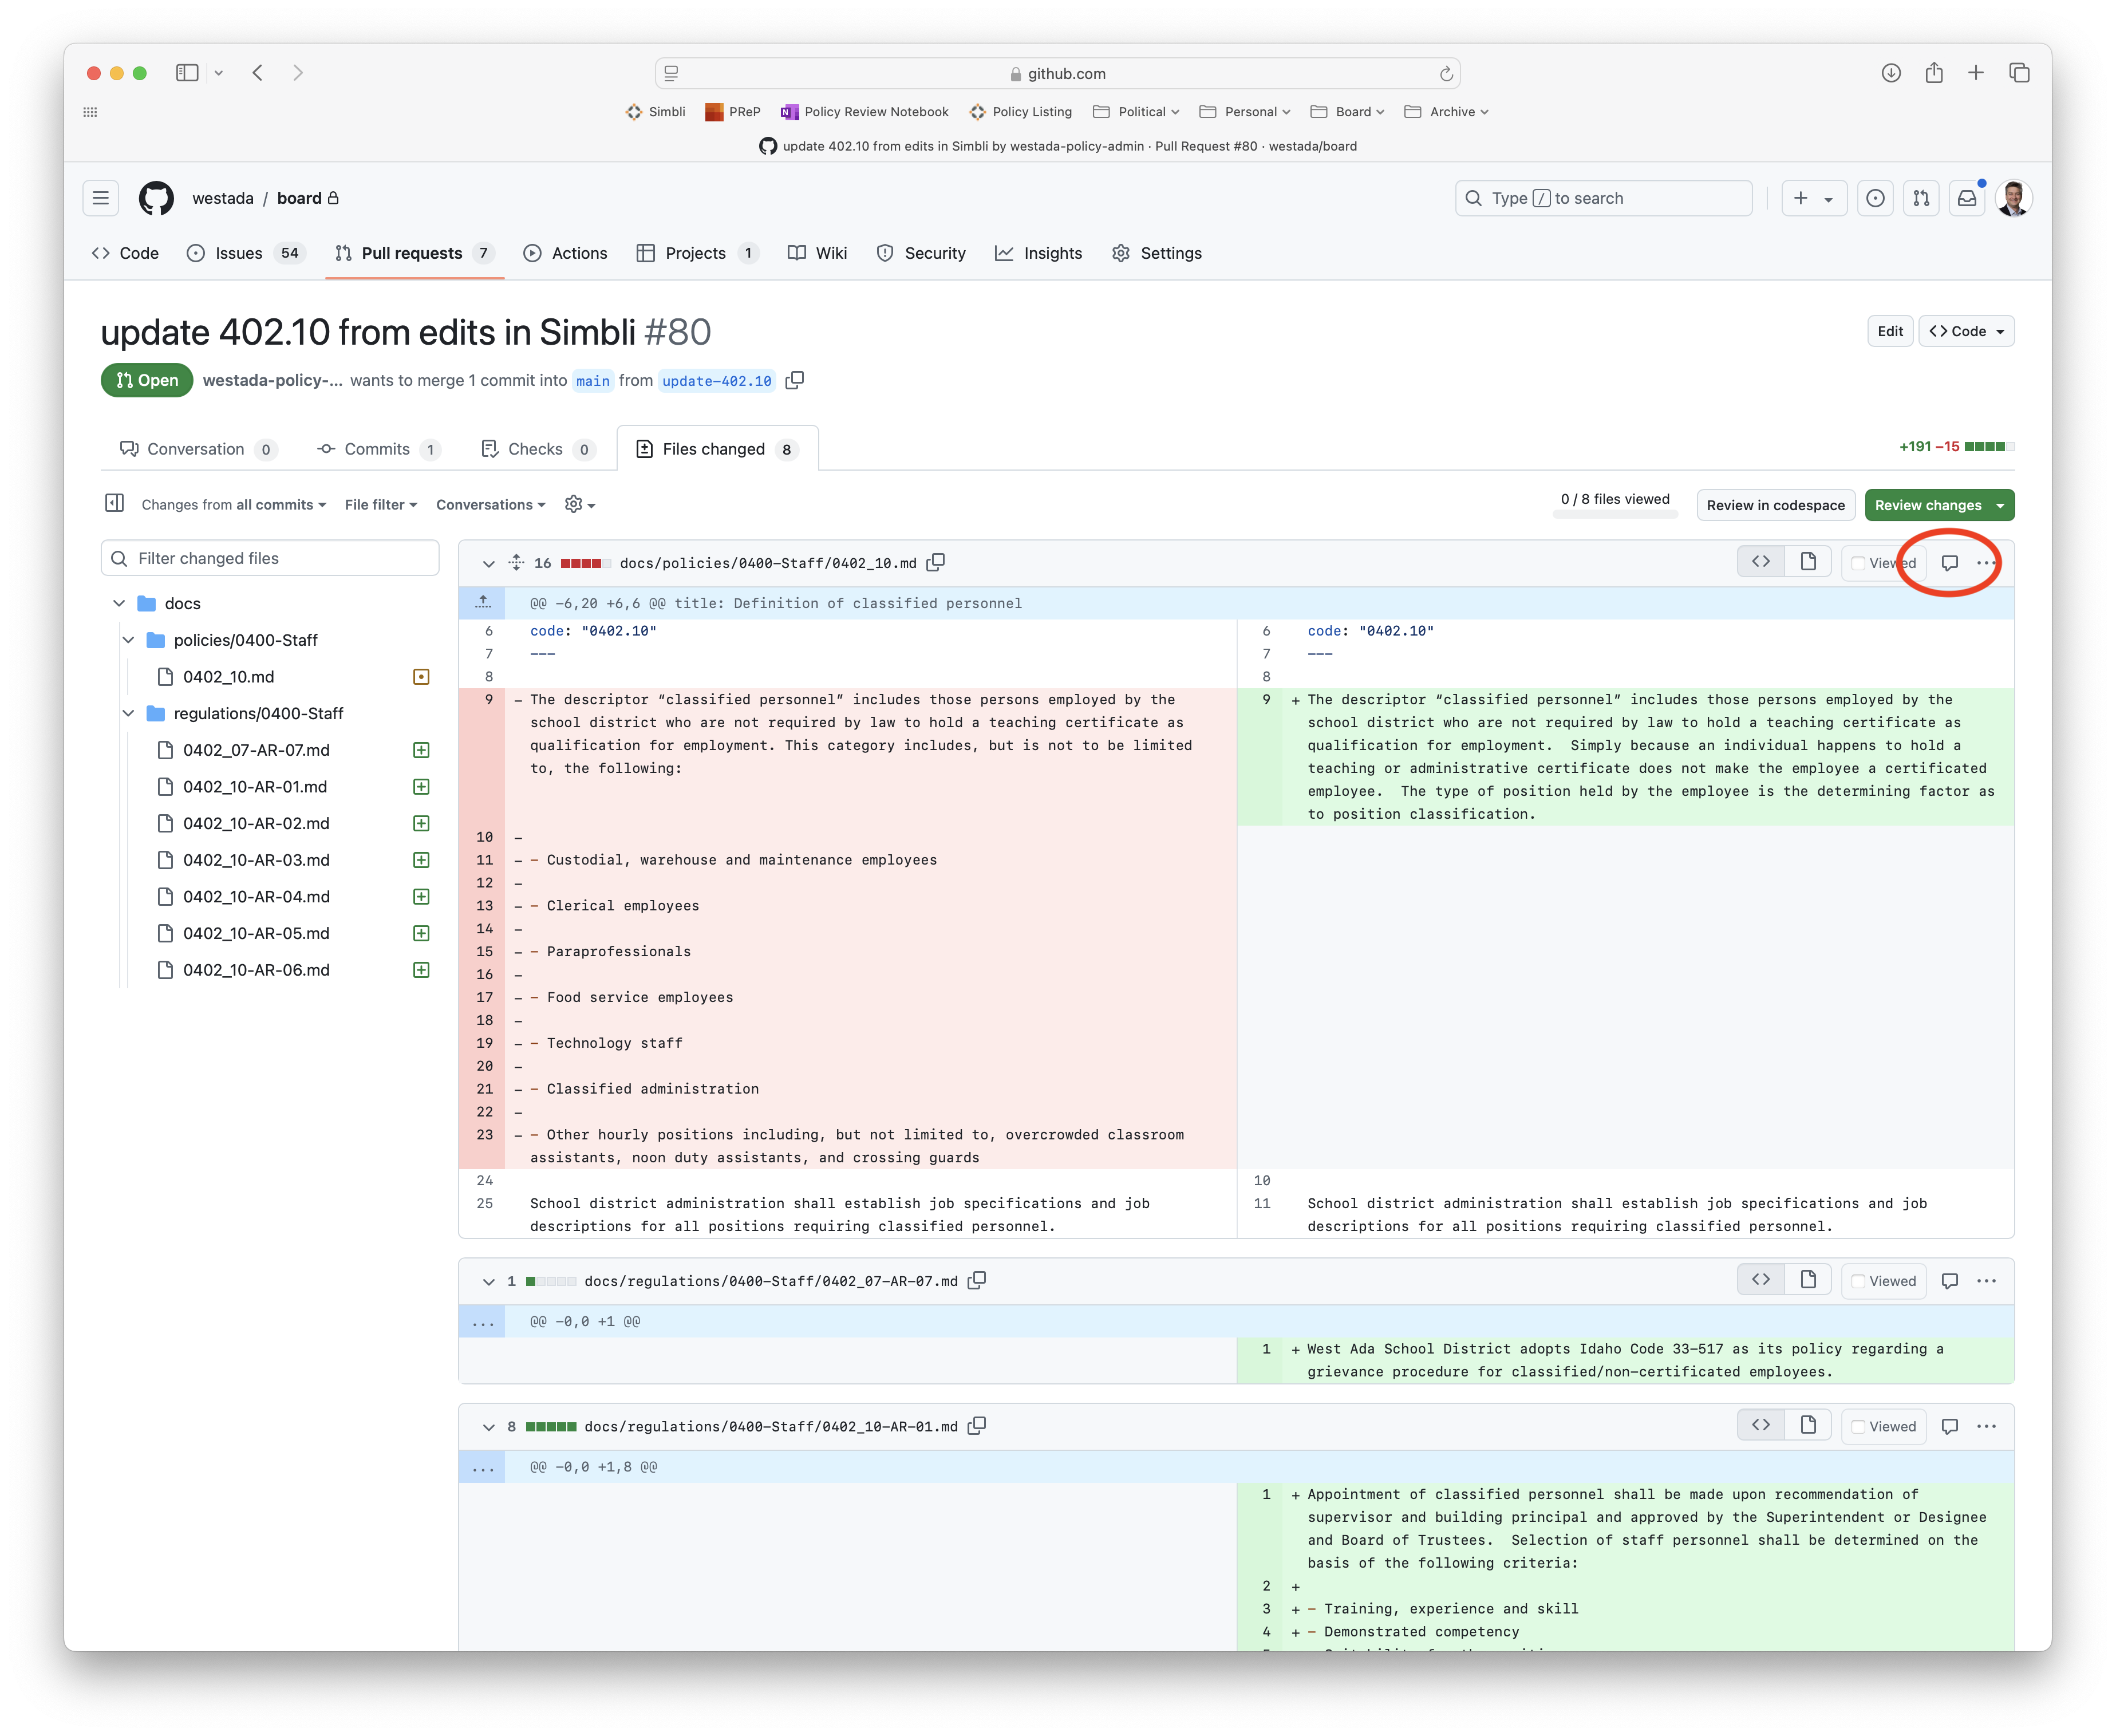 github.com
Simbli PReP Policy Review Notebook Policy Listing Political Personal Board Archive
update 402.10 from edits in Simbli by westada-policy-admin · Pull Request #80 · westada/board
westada / board Type / to search
Code Issues 54 Pull requests 7 Actions Projects 1 Wiki Security Insights Settings
update 402.10 from edits in Simbli #80 Edit Code
Open westada-policy-... wants to merge 1 commit into main from update-402.10
Conversation 0 Commits 1 Checks 0 Files changed 8 +191 −15
Changes from all commits File filter Conversations 0 / 8 files viewed Review in codespace Review changes
Filter changed files
docs
policies/0400-Staff
0402_10.md
regulations/0400-Staff
0402_07-AR-07.md
0402_10-AR-01.md
0402_10-AR-02.md
0402_10-AR-03.md
0402_10-AR-04.md
0402_10-AR-05.md
0402_10-AR-06.md
16 docs/policies/0400-Staff/0402_10.md Viewed
@@ -6,20 +6,6 @@ title: Definition of classified personnel
6 code: "0402.10"
7 ---
8
9 - The descriptor “classified personnel” includes those persons employed by the
school district who are not required by law to hold a teaching certificate as
qualification for employment. This category includes, but is not to be limited
to, the following:
10 -
11 - - Custodial, warehouse and maintenance employees
12 -
13 - - Clerical employees
14 -
15 - - Paraprofessionals
16 -
17 - - Food service employees
18 -
19 - - Technology staff
20 -
21 - - Classified administration
22 -
23 - - Other hourly positions including, but not limited to, overcrowded classroom
assistants, noon duty assistants, and crossing guards
24
25 School district administration shall establish job specifications and job
descriptions for all positions requiring classified personnel.
6 code: "0402.10"
7 ---
8
9 + The descriptor “classified personnel” includes those persons employed by the
school district who are not required by law to hold a teaching certificate as
qualification for employment.  Simply because an individual happens to hold a
teaching or administrative certificate does not make the employee a certificated
employee.  The type of position held by the employee is the determining factor as
to position classification.
10
11 School district administration shall establish job specifications and job
descriptions for all positions requiring classified personnel.
1 docs/regulations/0400-Staff/0402_07-AR-07.md Viewed
... @@ -0,0 +1 @@
1 + West Ada School District adopts Idaho Code 33-517 as its policy regarding a
grievance procedure for classified/non-certificated employees.
8 docs/regulations/0400-Staff/0402_10-AR-01.md Viewed
... @@ -0,0 +1,8 @@
1 + Appointment of classified personnel shall be made upon recommendation of
supervisor and building principal and approved by the Superintendent or Designee
and Board of Trustees.  Selection of staff personnel shall be determined on the
basis of the following criteria:
2 +
3 + - Training, experience and skill
4 + - Demonstrated competency